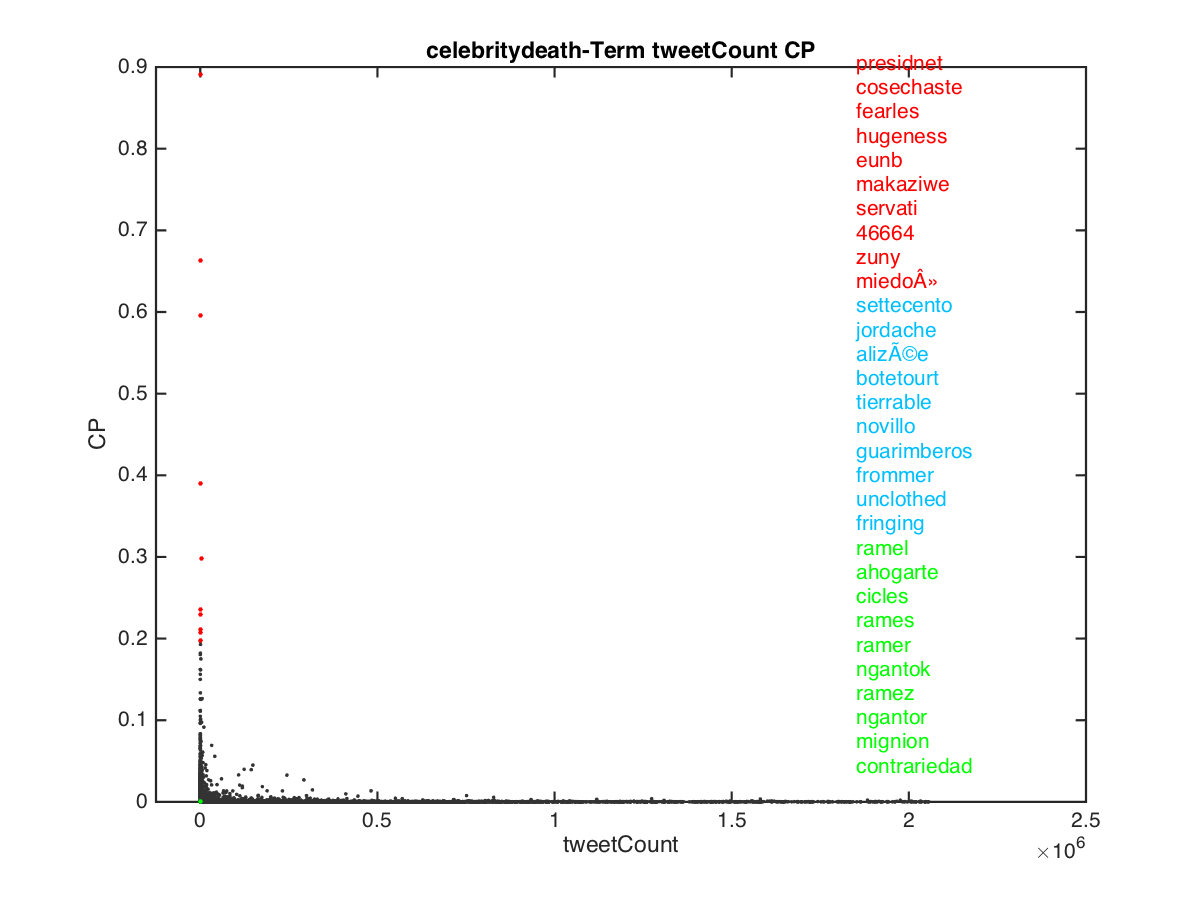 celebritydeath-Term tweetCount CP
0.9
0.8
0.7
0.6
0.5
0.4
0.3
0.2
0.1
0
CP
presidnet
cosechaste
fearles
hugeness
eunb
makaziwe
servati
46664
zuny
miedoÂ»
settecento
jordache
alizÃ©e
botetourt
tierrable
novillo
guarimberos
frommer
unclothed
fringing
ramel
ahogarte
cicles
rames
ramer
ngantok
ramez
ngantor
mignion
contrariedad
0 0.5 1 1.5 2 2.5
tweetCount
×10⁶